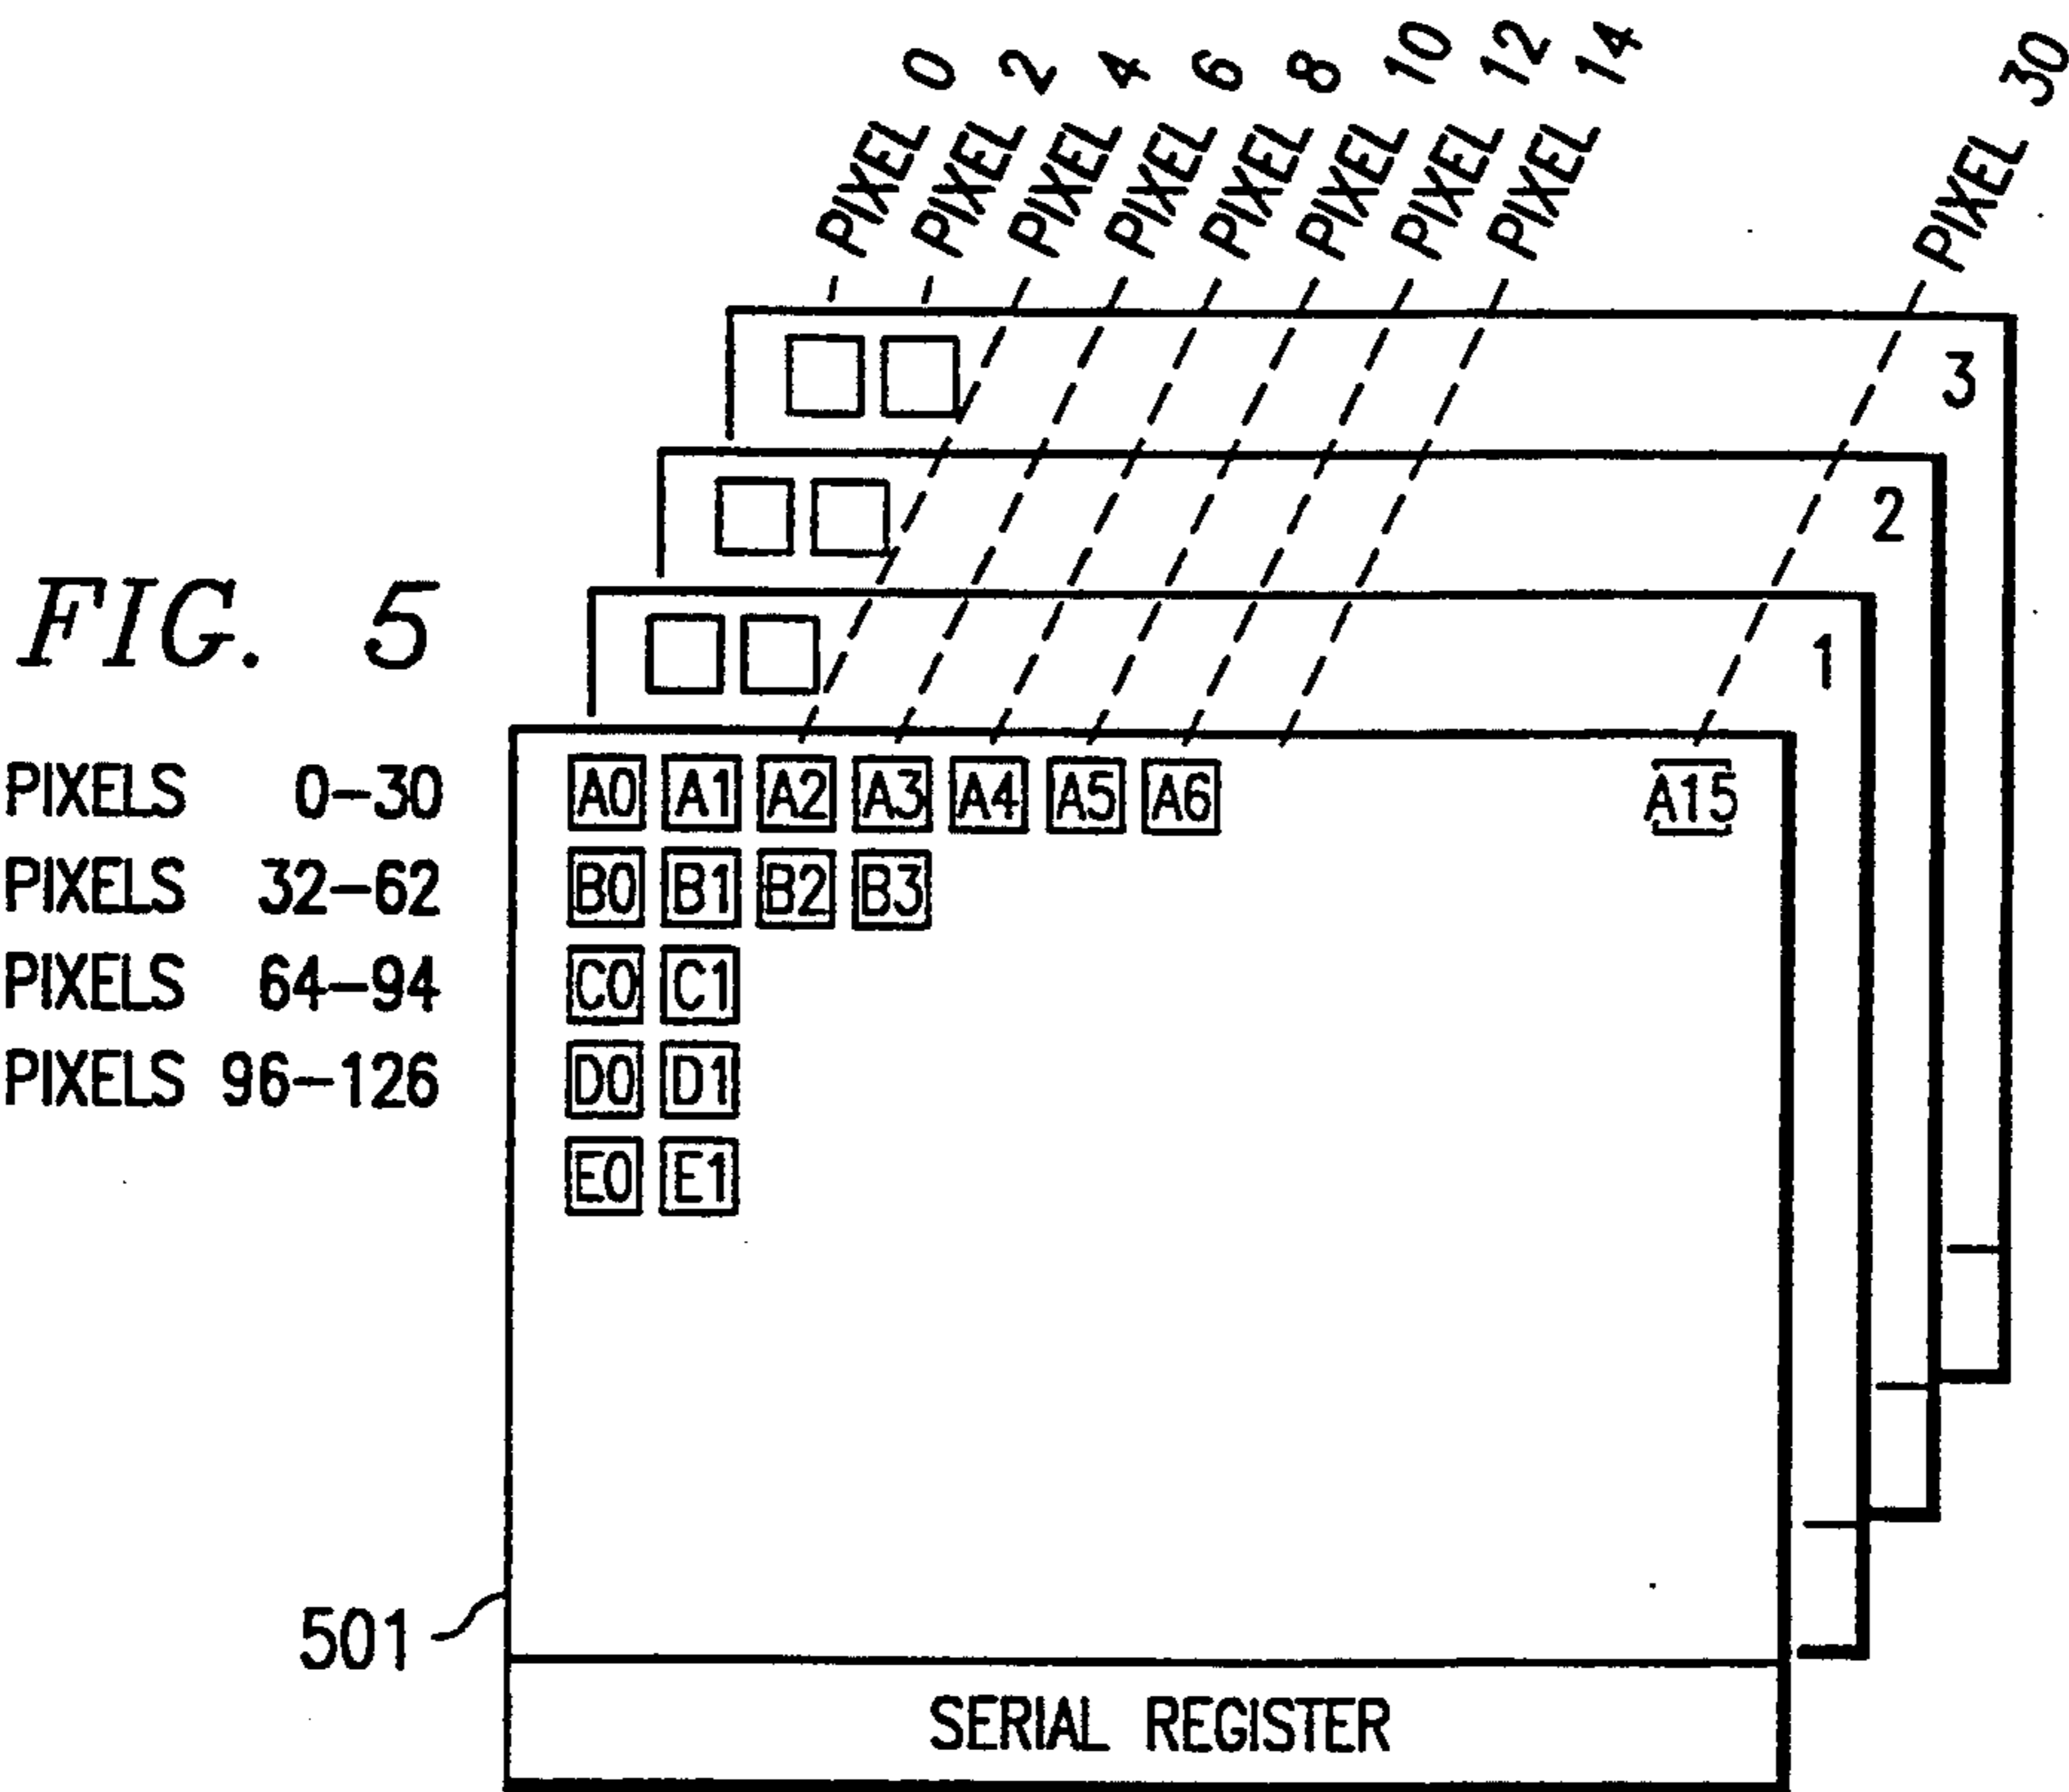 PIXEL 0
PIXEL 2
PIXEL 4
PIXEL 6
PIXEL 8
PIXEL 10
PIXEL 12
PIXEL 14
PIXEL 30
3
2
1
FIG. 5
PIXELS 0-30
A0 A1 A2 A3 A4 A5 A6 A15
PIXELS 32-62
B0 B1 B2 B3
PIXELS 64-94
C0 C1
PIXELS 96-126
D0 D1
E0 E1
501
SERIAL REGISTER